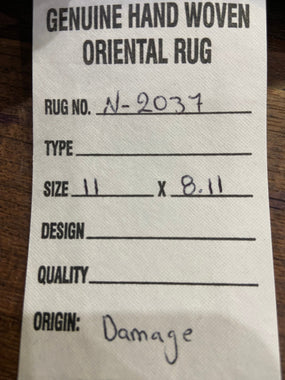 GENUINE HAND WOVEN
ORIENTAL RUG
RUG NO. N-2037
TYPE
SIZE 11 X 8.11
DESIGN
QUALITY
ORIGIN: Damage